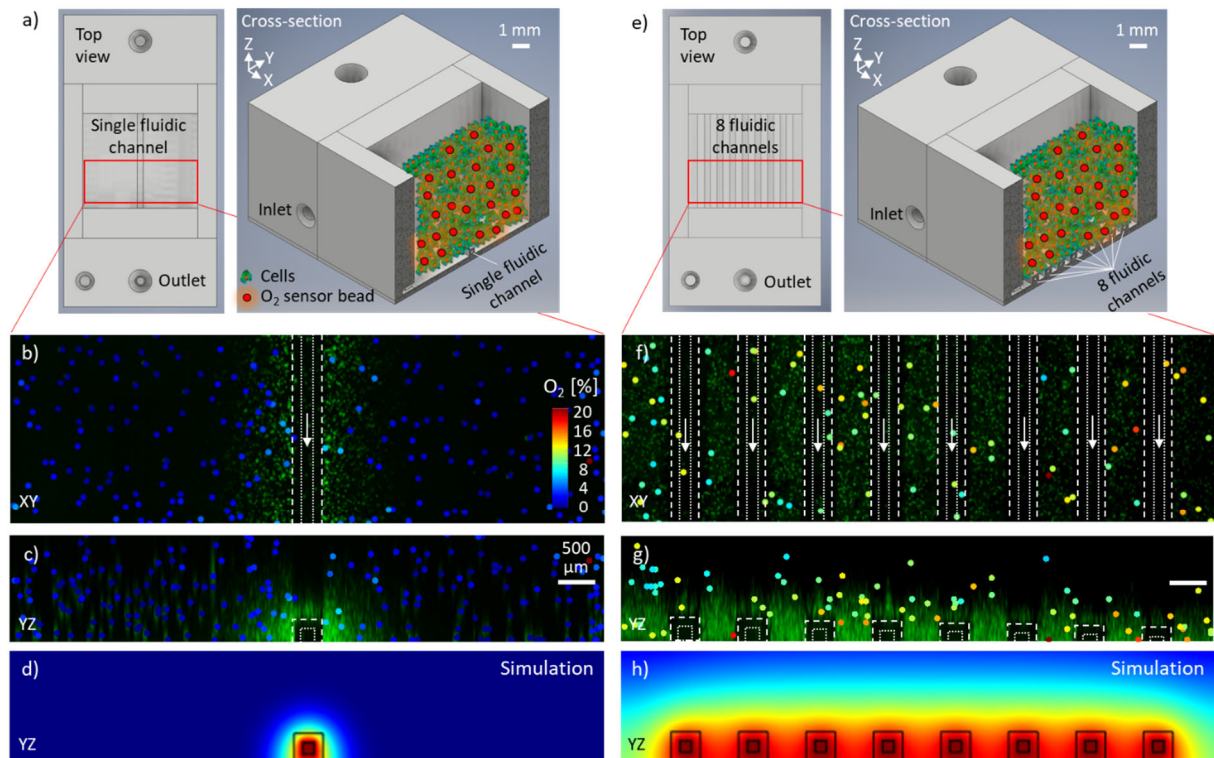 a)
Top
view
Single fluidic
channel
Outlet
Cross-section
1 mm
Z
Y
X
Inlet
Cells
O₂ sensor bead
Single fluidic
channel
b)
O₂ [%]
20
16
12
8
4
0
XY
c)
500
µm
YZ
d)
Simulation
YZ
e)
Top
view
8 fluidic
channels
Outlet
Cross-section
1 mm
Z
Y
X
Inlet
8 fluidic
channels
f)
XY
g)
YZ
h)
Simulation
YZ